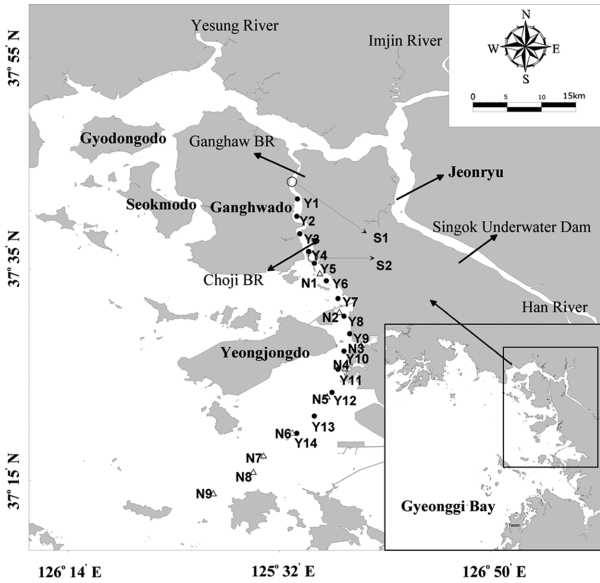 Yesung River
Imjin River
N
W E
S
0 5 10 15km
37° 55'
Gyodongodo
Ganghaw BR
Jeonryu
Seokmodo
Ganghwado
Y1
Y2
S1
Singok Underwater Dam
Y3
Y4
S2
Y5
37° 35'
Choji BR
N1
Y6
Y7
Han River
N2
Y8
Y9
N3
Yeongjongdo
Y10
N4
Y11
N5
Y12
Y13
N6
Y14
N7
N8
37° 15'
N9
Gyeonggi Bay
126° 14' E
125° 32'
126° 50' E